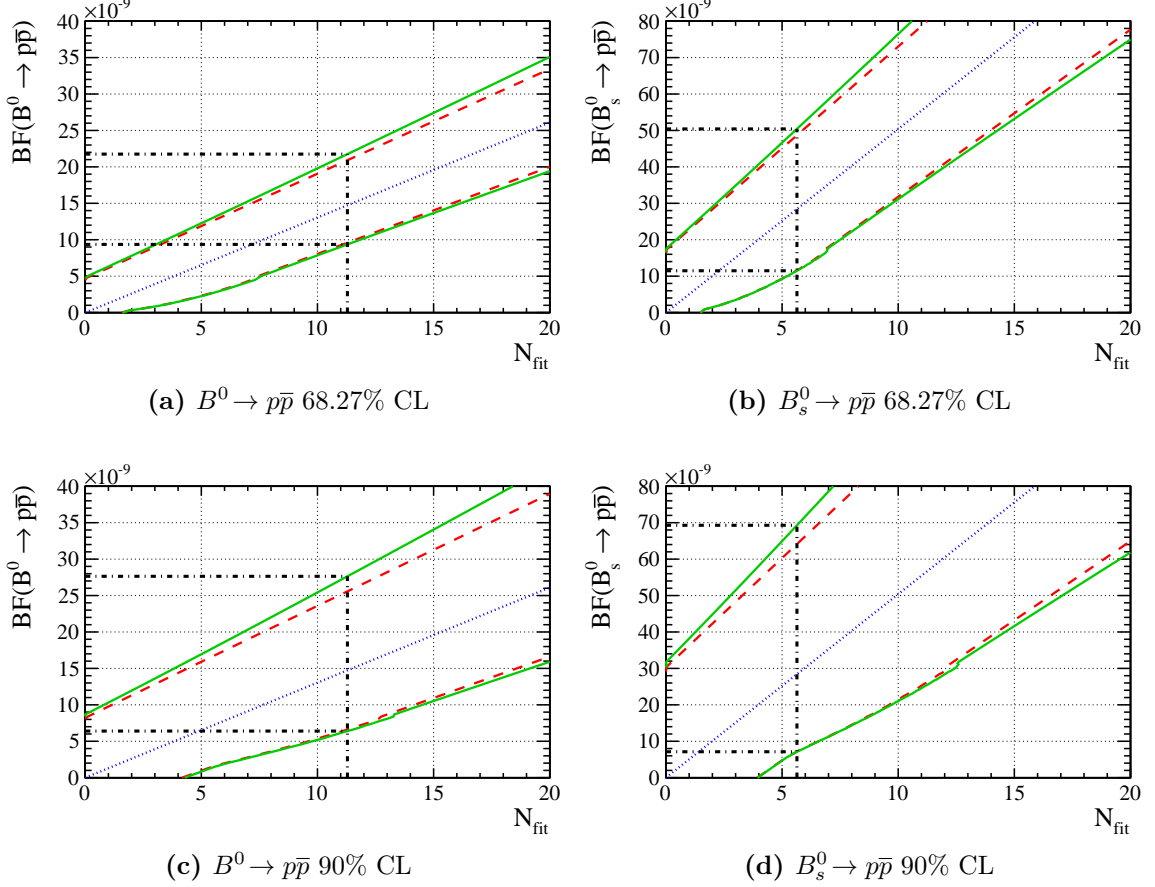 ×10⁻⁹
BF(B⁰ → pp̅)
40
35
30
25
20
15
10
5
0
0 5 10 15 20
N_fit
(a) B⁰ → pp̅ 68.27% CL
BF(B_s⁰ → pp̅)
×10⁻⁹
80
70
60
50
40
30
20
10
0
0 5 10 15 20
N_fit
(b) B_s⁰ → pp̅ 68.27% CL
×10⁻⁹
BF(B⁰ → pp̅)
40
35
30
25
20
15
10
5
0
0 5 10 15 20
N_fit
(c) B⁰ → pp̅ 90% CL
×10⁻⁹
BF(B_s⁰ → pp̅)
80
70
60
50
40
30
20
10
0
0 5 10 15 20
N_fit
(d) B_s⁰ → pp̅ 90% CL